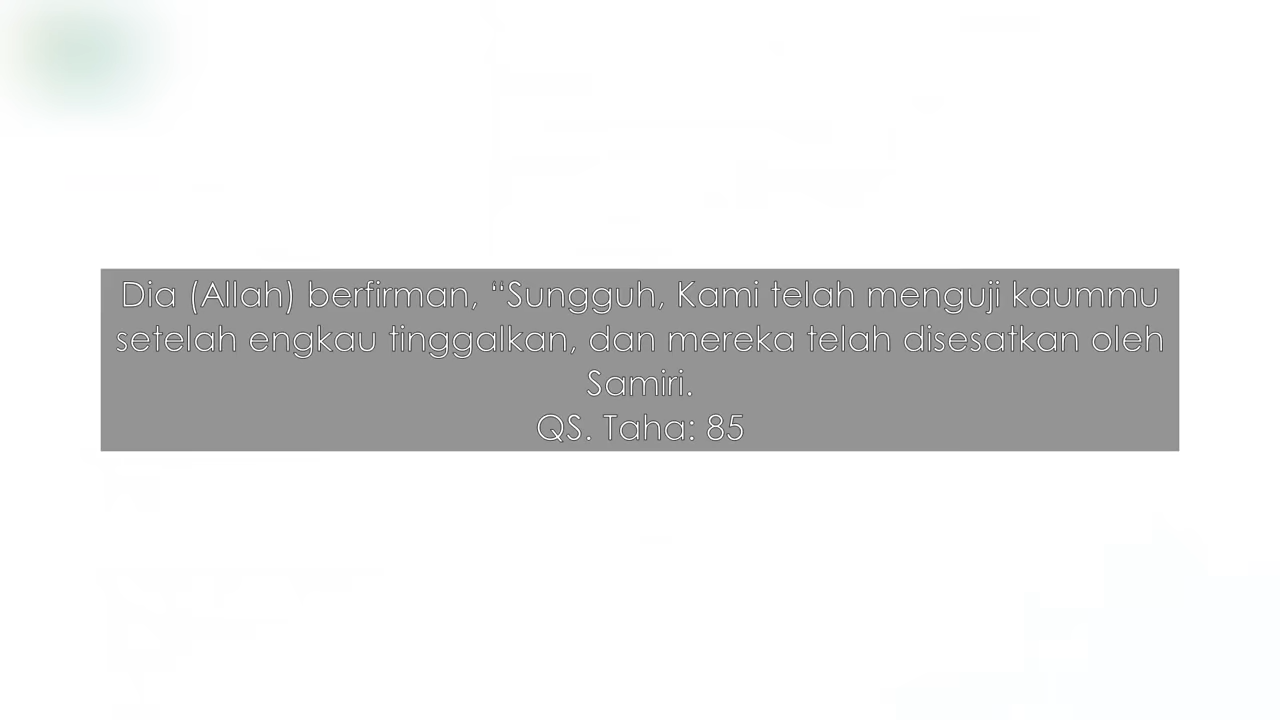 Dia (Allah) berfirman, “Sungguh, Kami telah menguji kaummu
setelah engkau tinggalkan, dan mereka telah disesatkan oleh
Samiri.
QS. Taha: 85